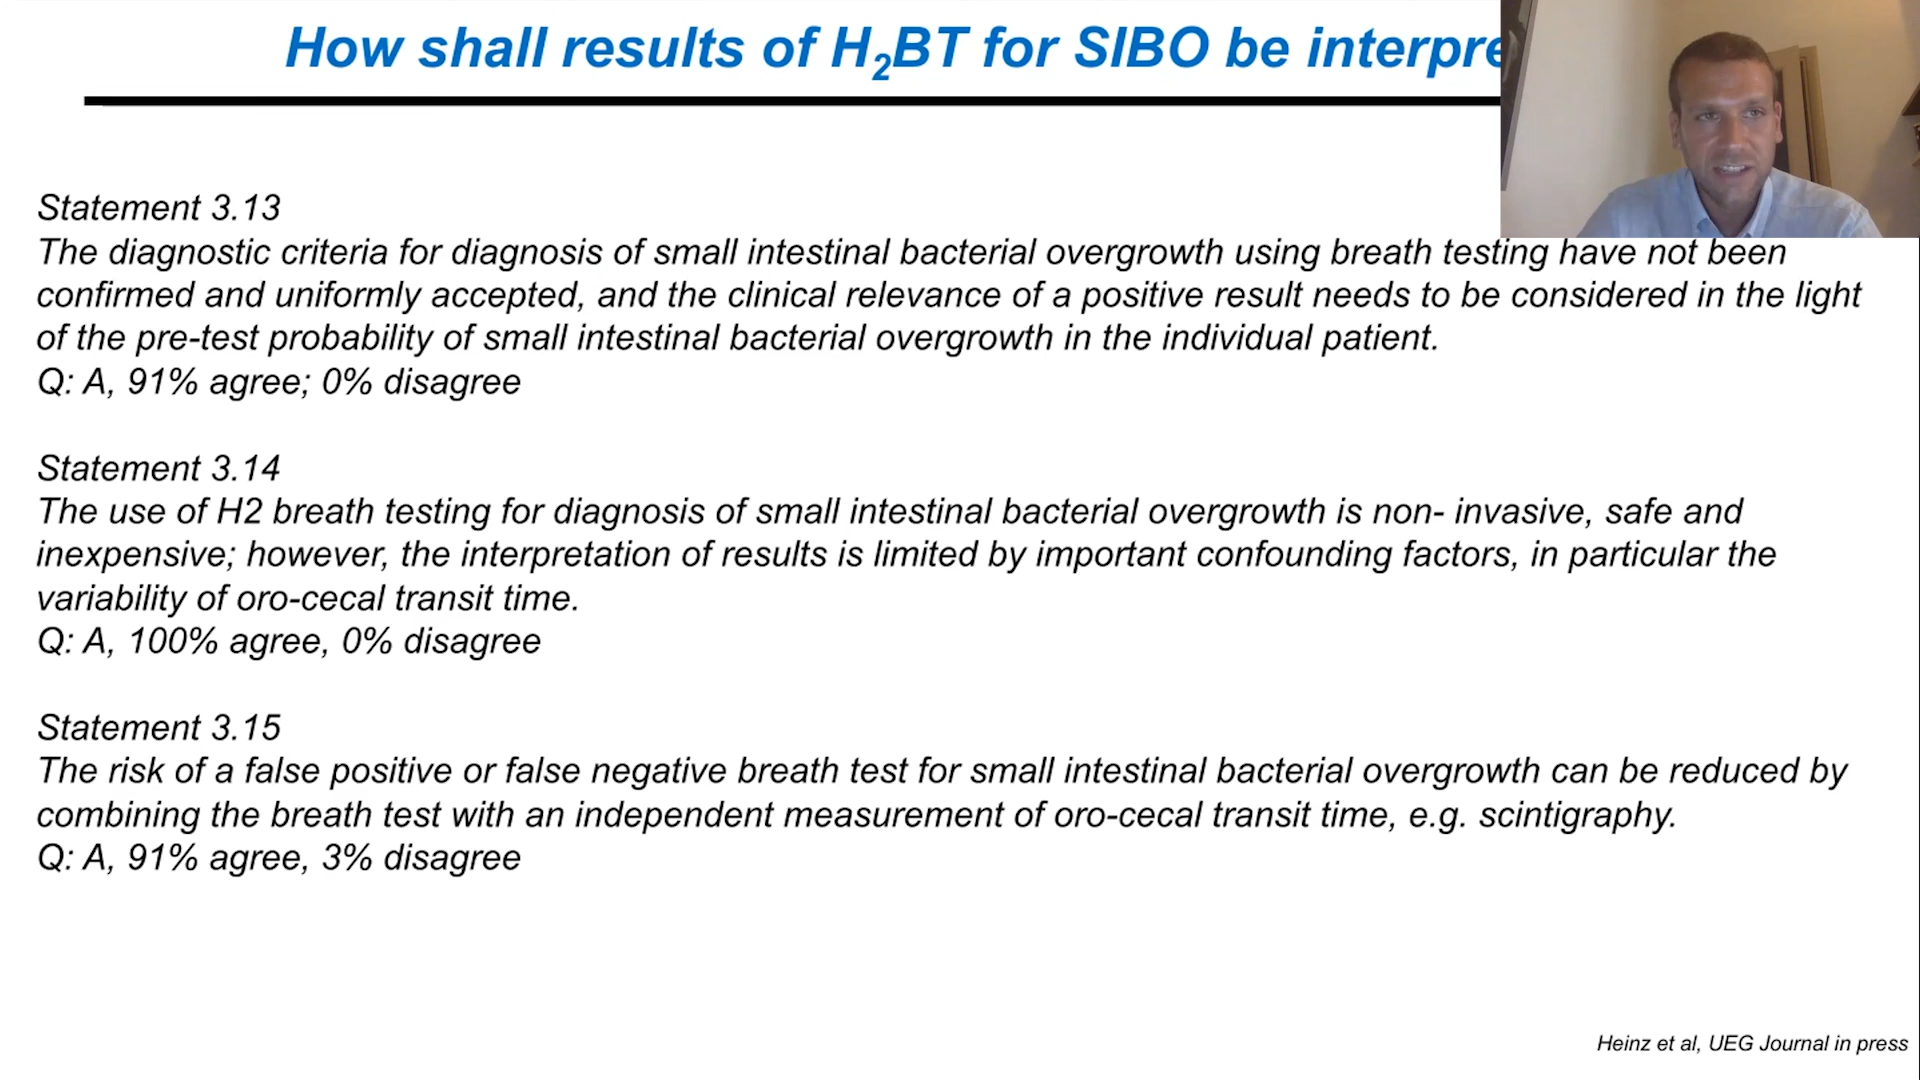 How shall results of H₂BT for SIBO be interpre
Statement 3.13
The diagnostic criteria for diagnosis of small intestinal bacterial overgrowth using breath testing have not been
confirmed and uniformly accepted, and the clinical relevance of a positive result needs to be considered in the light
of the pre-test probability of small intestinal bacterial overgrowth in the individual patient.
Q: A, 91% agree; 0% disagree
Statement 3.14
The use of H2 breath testing for diagnosis of small intestinal bacterial overgrowth is non- invasive, safe and
inexpensive; however, the interpretation of results is limited by important confounding factors, in particular the
variability of oro-cecal transit time.
Q: A, 100% agree, 0% disagree
Statement 3.15
The risk of a false positive or false negative breath test for small intestinal bacterial overgrowth can be reduced by
combining the breath test with an independent measurement of oro-cecal transit time, e.g. scintigraphy.
Q: A, 91% agree, 3% disagree
Heinz et al, UEG Journal in press